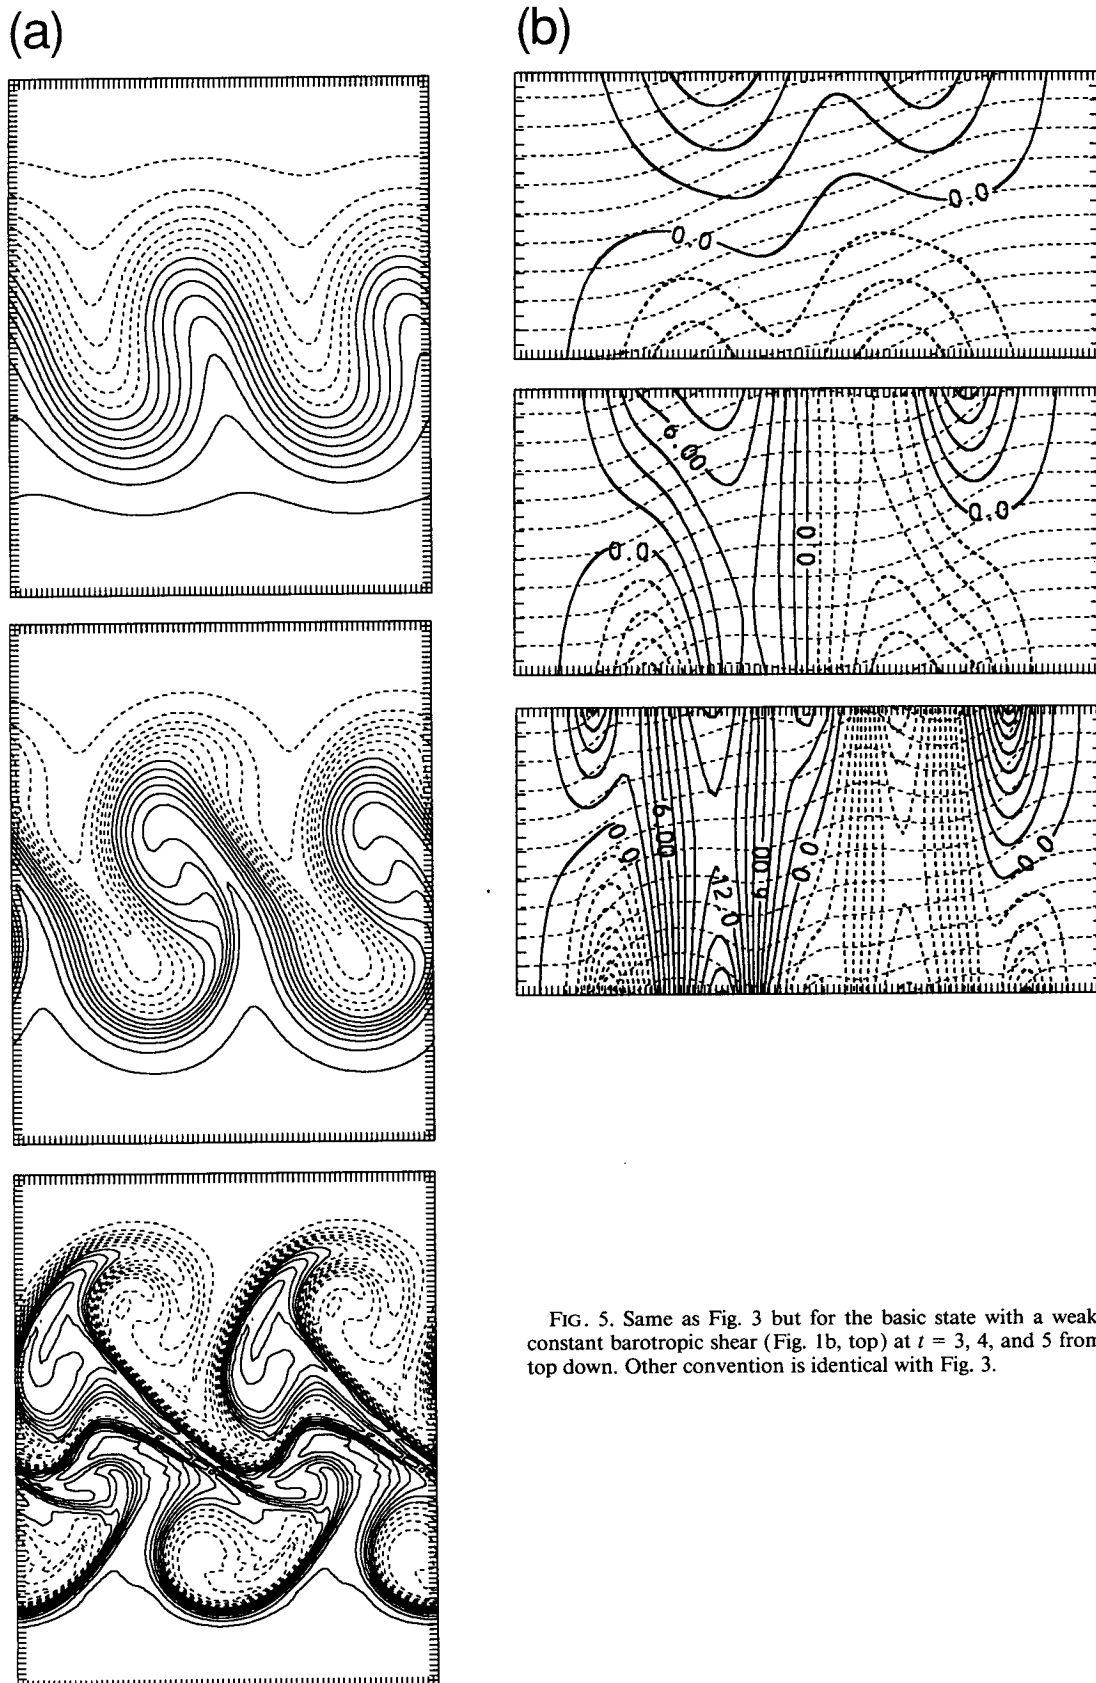 (a)
(b)
0.0
0.0
6.00
0.0
0.0
0.0
6.00
0.0
12.0
6.00
0.0
0.0
FIG. 5. Same as Fig. 3 but for the basic state with a weak
constant barotropic shear (Fig. 1b, top) at t = 3, 4, and 5 from
top down. Other convention is identical with Fig. 3.